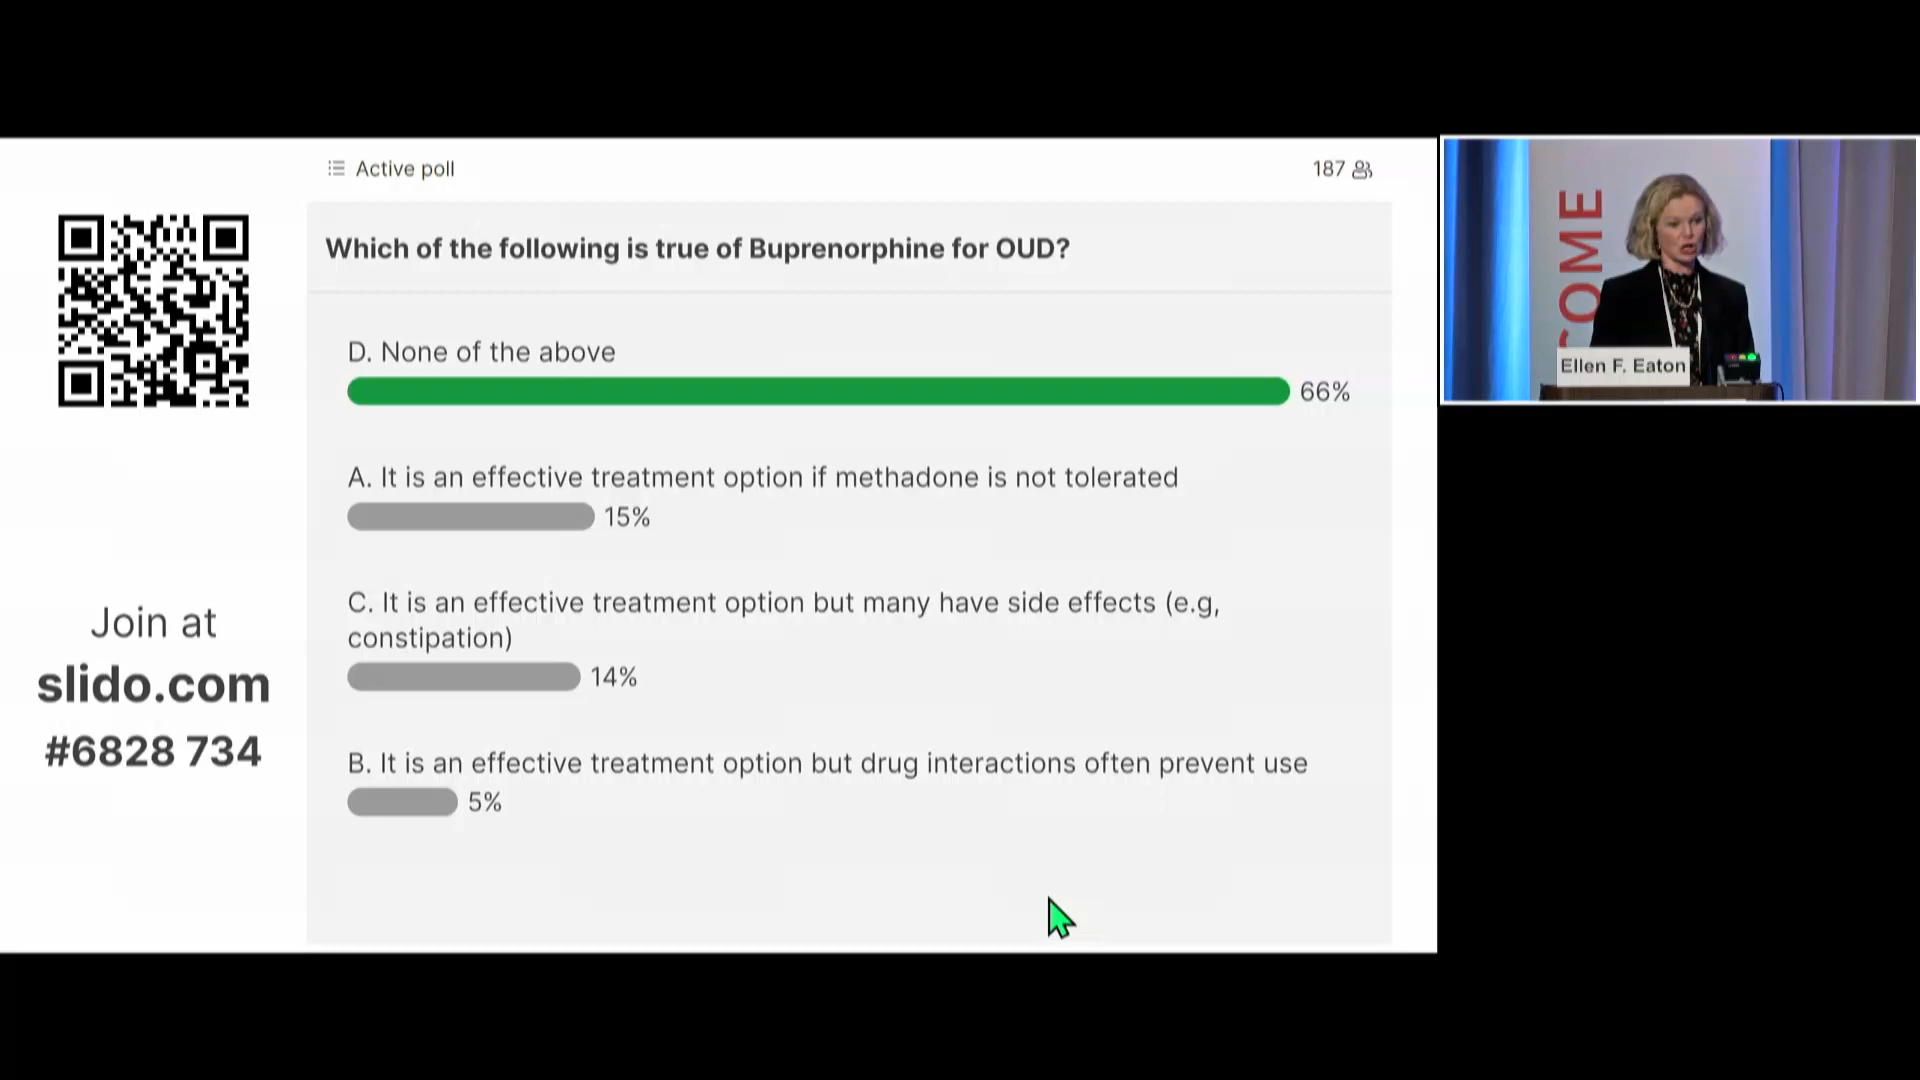 Active poll
187
Which of the following is true of Buprenorphine for OUD?
D. None of the above
66%
A. It is an effective treatment option if methadone is not tolerated
15%
C. It is an effective treatment option but many have side effects (e.g,
constipation)
14%
B. It is an effective treatment option but drug interactions often prevent use
5%
Join at
slido.com
#6828 734
OME
Ellen F. Eaton